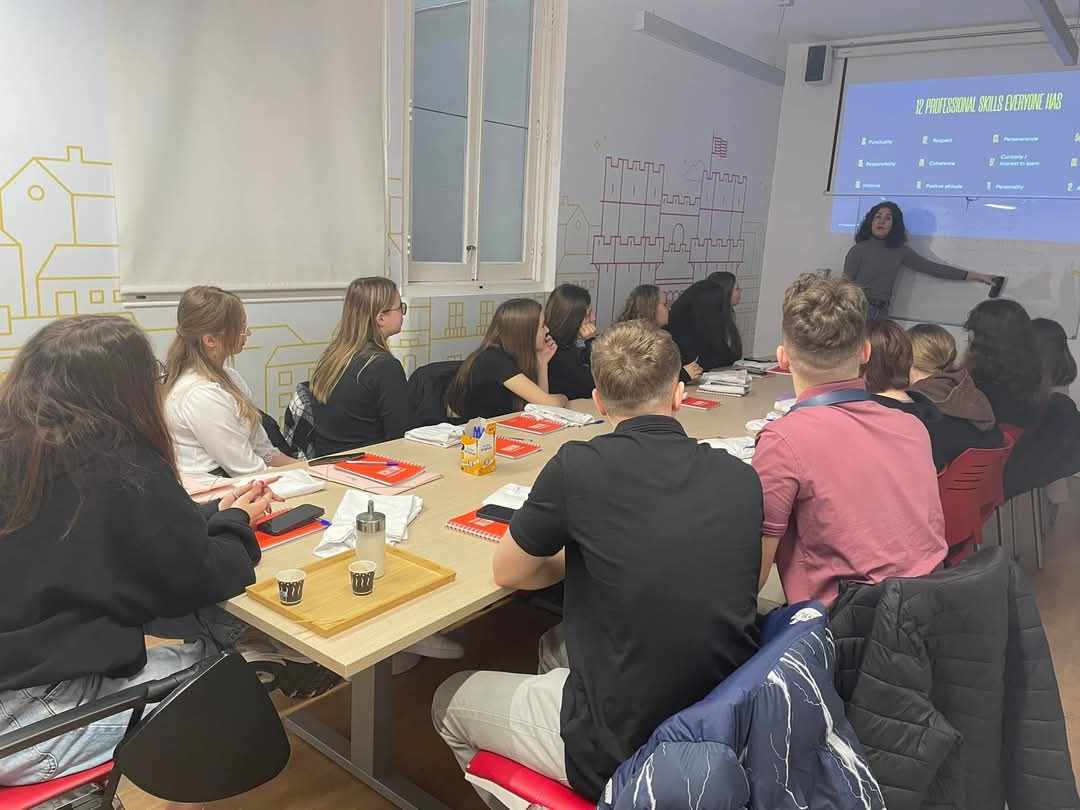 12 PROFESSIONAL SKILLS EVERYONE HAS
Punctuality Respect Perseverance
Responsibility Coherence Curiosity /
Interest to learn
Initiative Positive attitude Personality